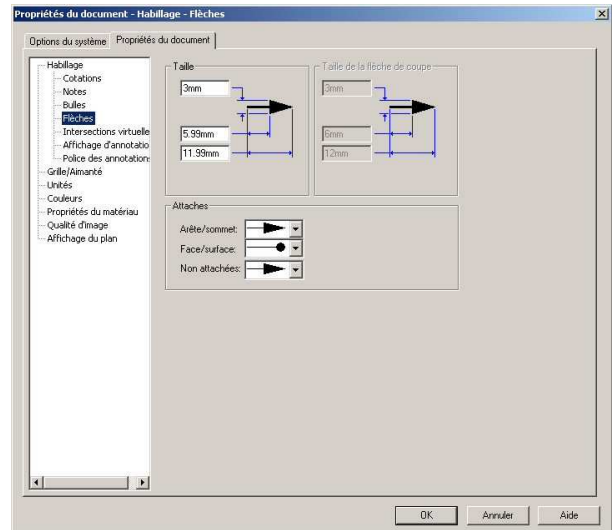 Propriétés du document - Habillage - Flèches
Options du système
Propriétés du document
Habillage
Cotations
Notes
Bulles
Flèches
Intersections virtuelle
Affichage d'annotatio
Police des annotation
Grille/Aimanté
Unités
Couleurs
Propriétés du matériau
Qualité d'image
Affichage du plan
Taille
3mm
5.99mm
11.99mm
Taille de la flèche de coupe
3mm
6mm
12mm
Attaches
Arête/sommet:
Face/surface:
Non attachées:
OK
Annuler
Aide